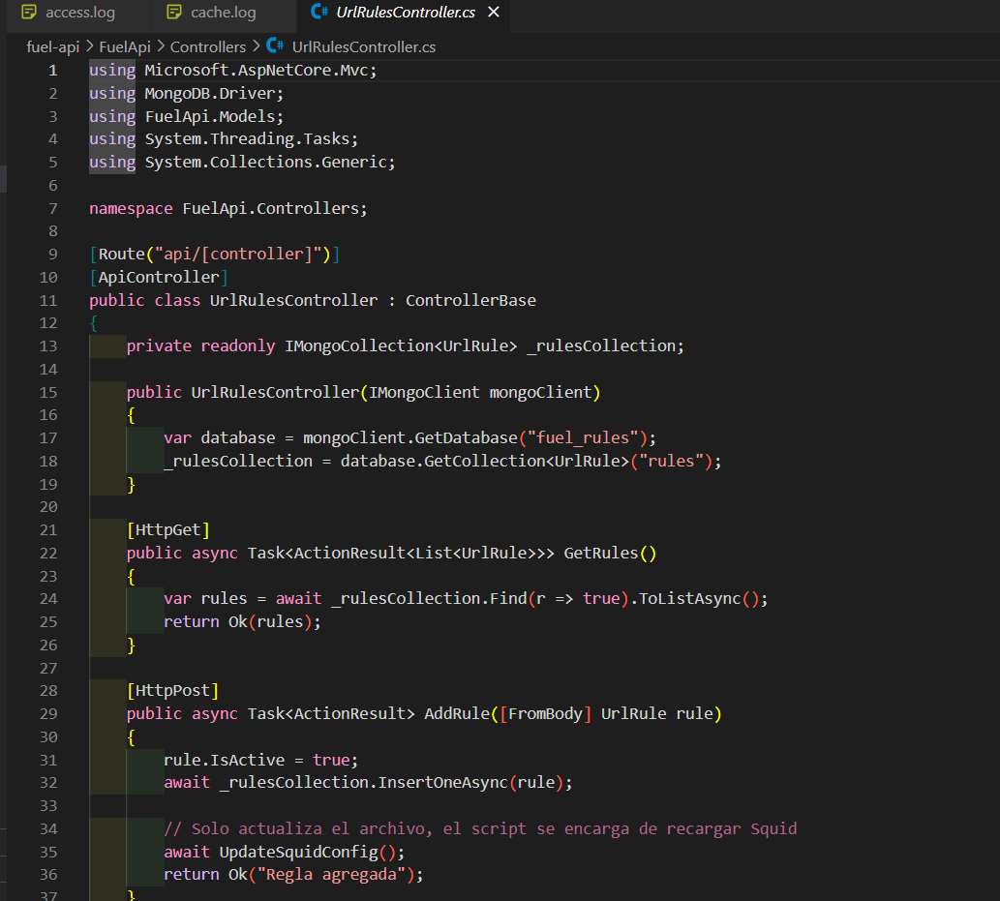 access.log cache.log UrlRulesController.cs
fuel-api > FuelApi > Controllers > UrlRulesController.cs
1 using Microsoft.AspNetCore.Mvc;
2 using MongoDB.Driver;
3 using FuelApi.Models;
4 using System.Threading.Tasks;
5 using System.Collections.Generic;
6
7 namespace FuelApi.Controllers;
8
9 [Route("api/[controller]")]
10 [ApiController]
11 public class UrlRulesController : ControllerBase
12 {
13     private readonly IMongoCollection<UrlRule> _rulesCollection;
14
15     public UrlRulesController(IMongoClient mongoClient)
16     {
17         var database = mongoClient.GetDatabase("fuel_rules");
18         _rulesCollection = database.GetCollection<UrlRule>("rules");
19     }
20
21     [HttpGet]
22     public async Task<ActionResult<List<UrlRule>>> GetRules()
23     {
24         var rules = await _rulesCollection.Find(r => true).ToListAsync();
25         return Ok(rules);
26     }
27
28     [HttpPost]
29     public async Task<ActionResult> AddRule([FromBody] UrlRule rule)
30     {
31         rule.IsActive = true;
32         await _rulesCollection.InsertOneAsync(rule);
33
34         // Solo actualiza el archivo, el script se encarga de recargar Squid
35         await UpdateSquidConfig();
36         return Ok("Regla agregada");
37     }